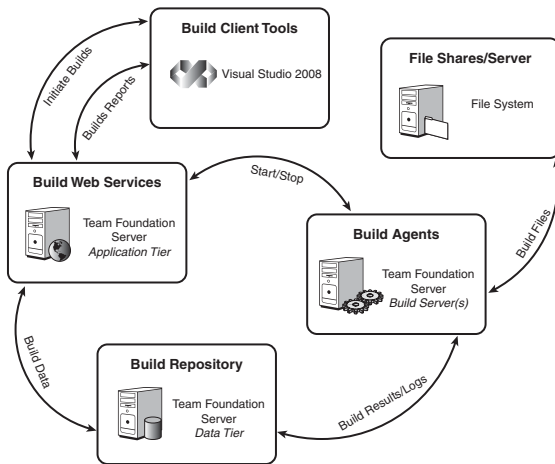 Build Client Tools
Visual Studio 2008
File Shares/Server
File System
Initiate Builds
Builds Reports
Build Web Services
Team Foundation
Server
Application Tier
Start/Stop
Build Agents
Team Foundation
Server
Build Server(s)
Build Files
Build Data
Build Repository
Team Foundation
Server
Data Tier
Build Results/Logs